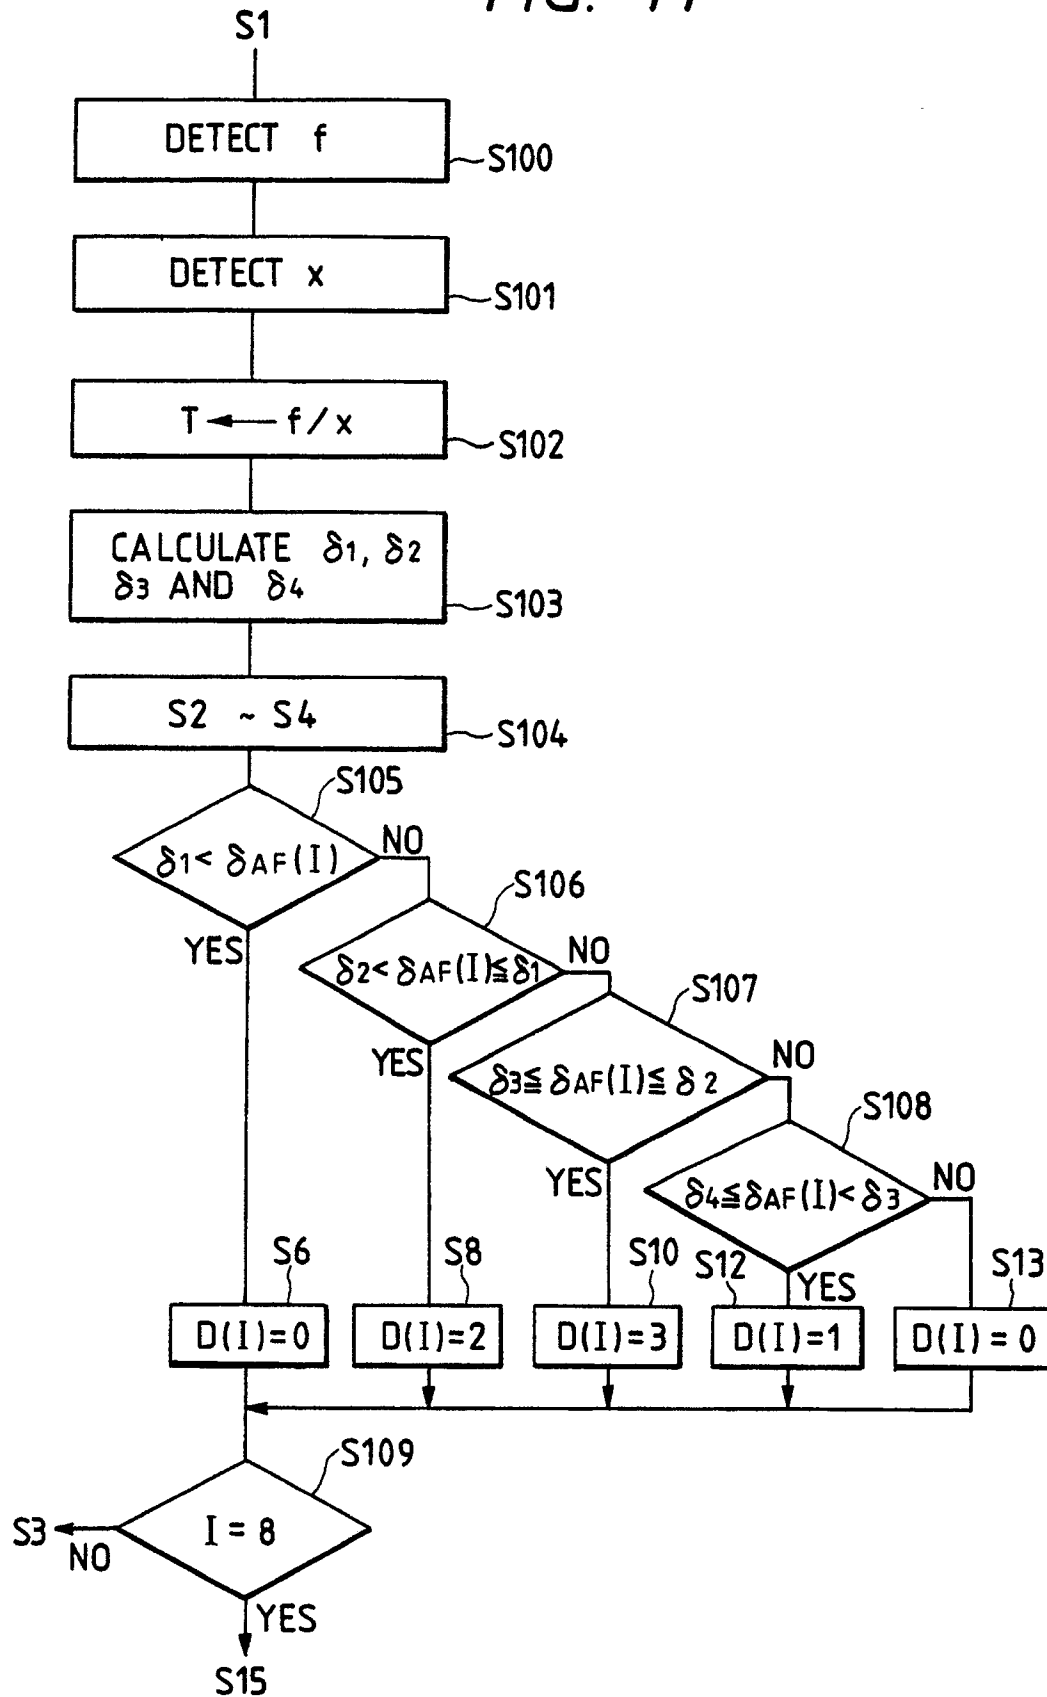 S1
DETECT f
S100
DETECT x
S101
T ← f/x
S102
CALCULATE δ1, δ2
δ3 AND δ4
S103
S2 ~ S4
S104
S105
δ1 < δAF(I)
NO
YES
S106
δ2 < δAF(I) ≦ δ1
NO
YES
S107
δ3 ≦ δAF(I) ≦ δ2
NO
YES
S108
δ4 ≦ δAF(I) < δ3
NO
YES
S6
D(I)=0
S8
D(I)=2
S10
D(I)=3
S12
D(I)=1
S13
D(I) = 0
S109
I = 8
S3
NO
YES
S15